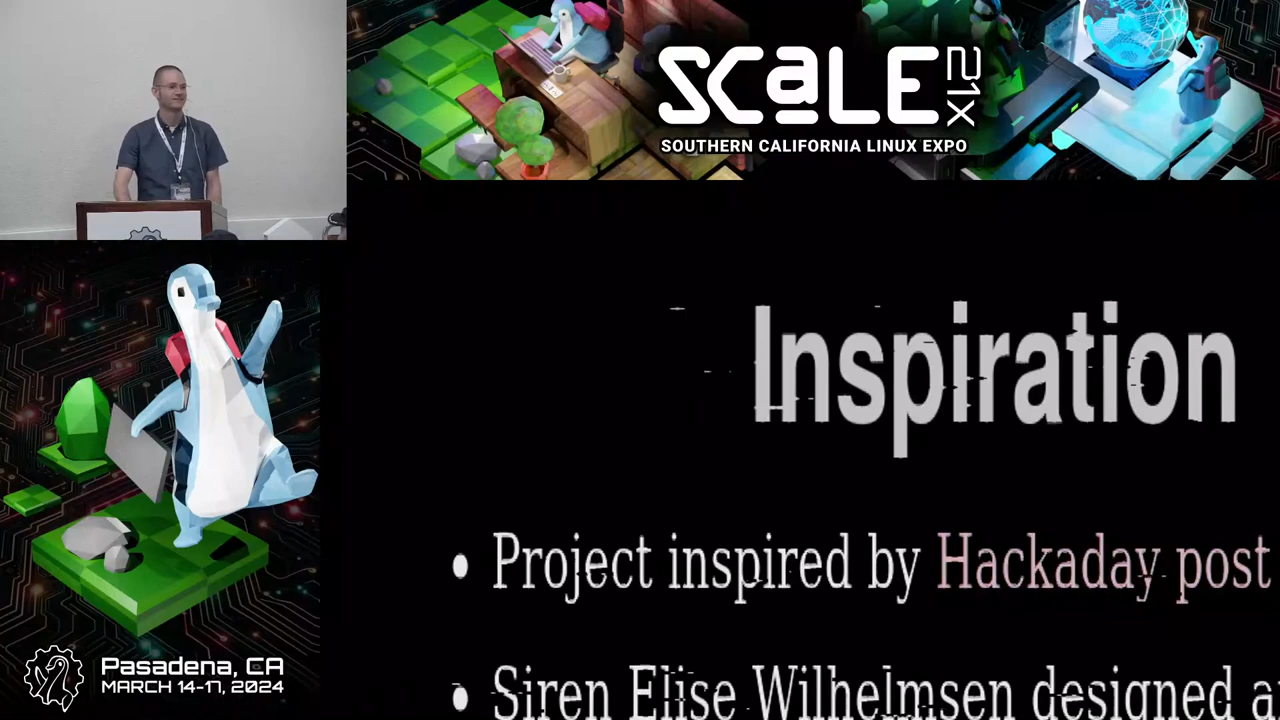 SCaLE 21x
SOUTHERN CALIFORNIA LINUX EXPO
Inspiration
• Project inspired by Hackaday post
• Siren Elise Wilhelmsen designed a
Pasadena, CA
MARCH 14-17, 2024